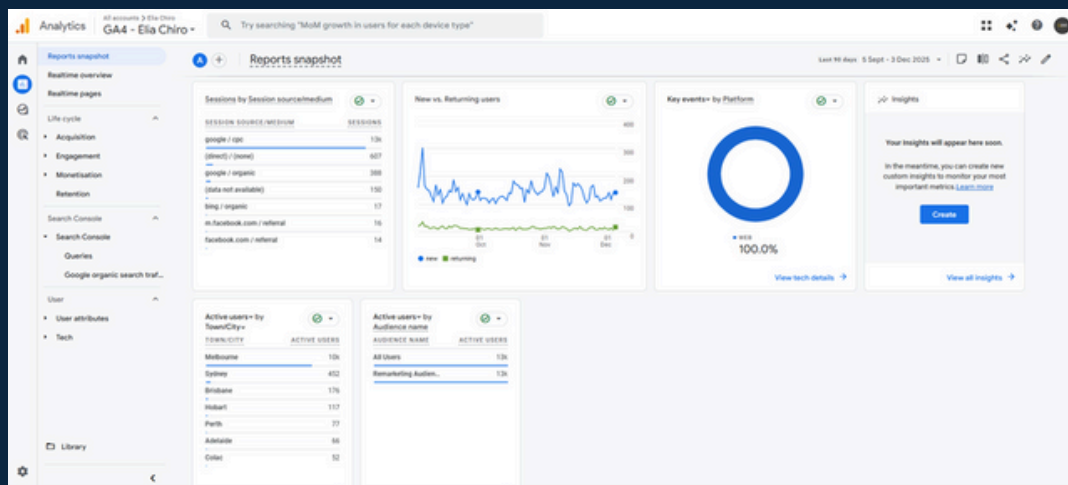 Analytics
All accounts > Elia Chiro
GA4 - Elia Chiro
Try searching "MoM growth in users for each device type"
Reports snapshot
Realtime overview
Realtime pages
Life cycle
Acquisition
Engagement
Monetisation
Retention
Search Console
Search Console
Queries
Google organic search traf...
User
User attributes
Tech
Library
A
Reports snapshot
Last 90 days 5 Sept - 3 Dec 2025
Sessions by Session source/medium
SESSION SOURCE/MEDIUM SESSIONS
google / cpc 13k
(direct) / (none) 607
google / organic 388
(data not available) 150
bing / organic 17
m.facebook.com / referral 16
facebook.com / referral 14
New vs. Returning users
400
300
200
100
0
01 Oct
01 Nov
01 Dec
new returning
Key events by Platform
WEB
100.0%
View tech details
Insights
Your insights will appear here soon.
In the meantime, you can create new
custom insights to monitor your most
important metrics. Learn more
Create
View all insights
Active users by
Town/City
TOWN/CITY ACTIVE USERS
Melbourne 10k
Sydney 452
Brisbane 176
Hobart 117
Perth 77
Adelaide 66
Colac 52
Active users by
Audience name
AUDIENCE NAME ACTIVE USERS
All Users 13k
Remarketing Audien... 13k